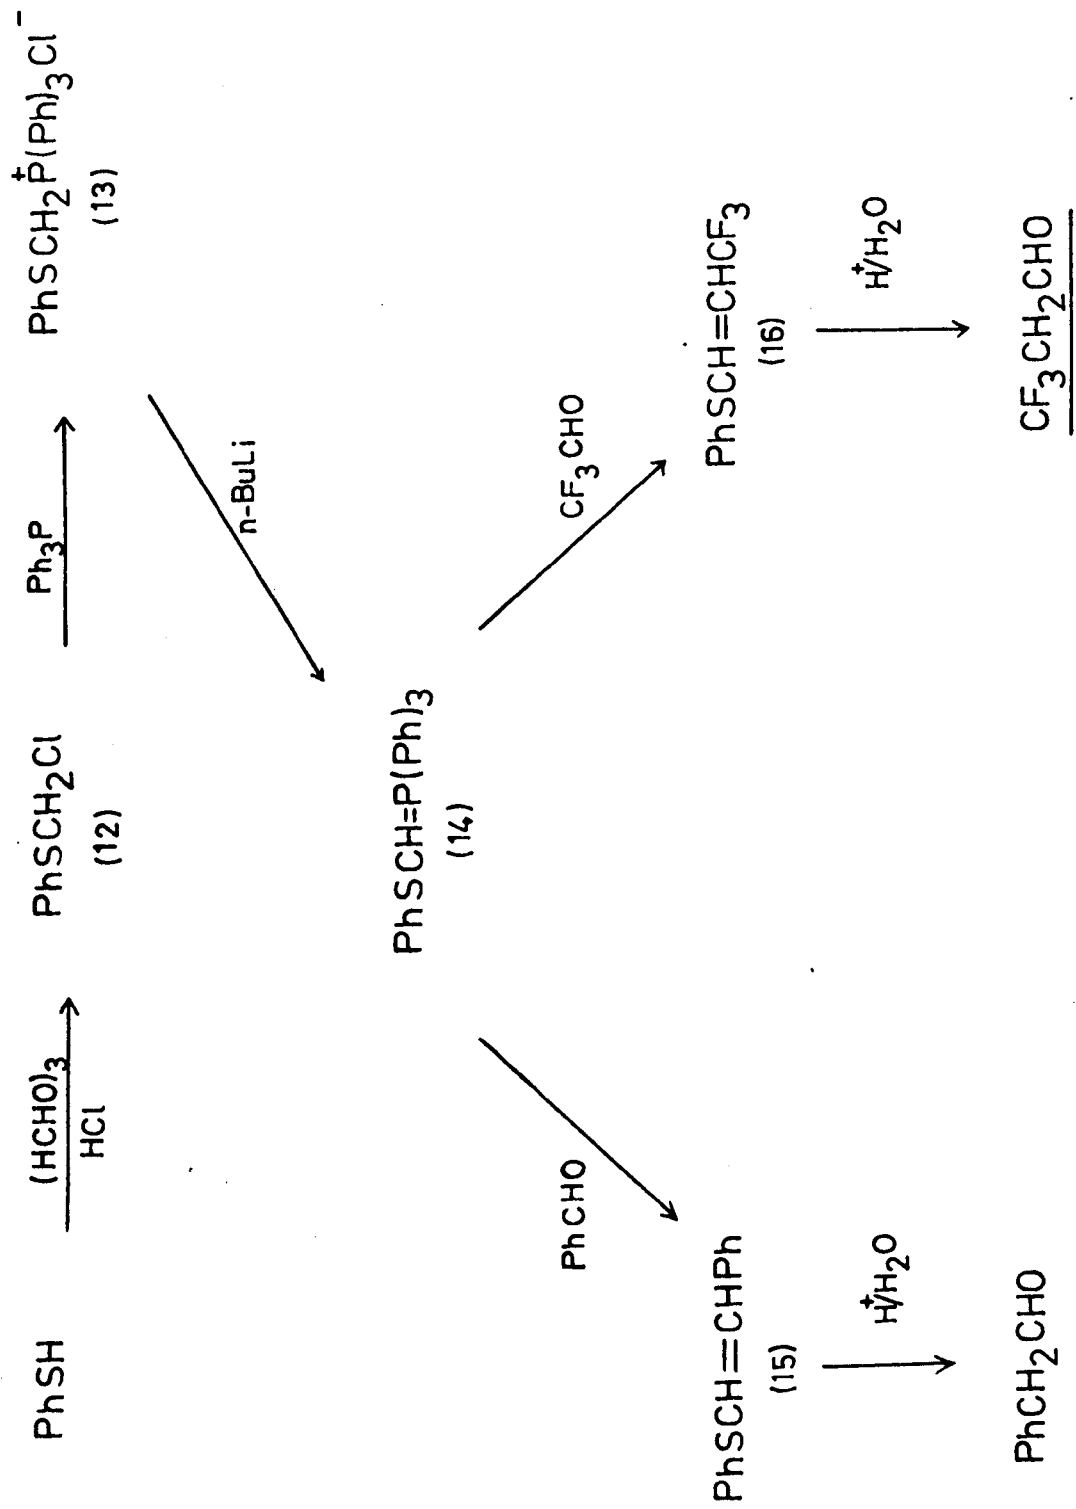 PhSH
(HCHO)3
HCl
PhSCH2Cl
(12)
Ph3P
PhSCH2P+(Ph)3Cl−
(13)
n-BuLi
PhSCH=P(Ph)3
(14)
PhCHO
CF3CHO
PhSCH=CHPh
(15)
PhSCH=CHCF3
(16)
H+/H2O
H+/H2O
PhCH2CHO
CF3CH2CHO